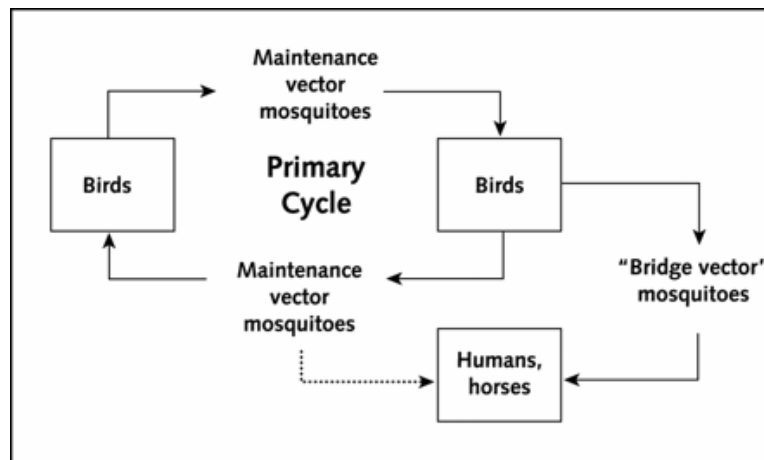 Maintenance
vector
mosquitoes
Birds
Primary
Cycle
Birds
Maintenance
vector
mosquitoes
“Bridge vector”
mosquitoes
Humans,
horses